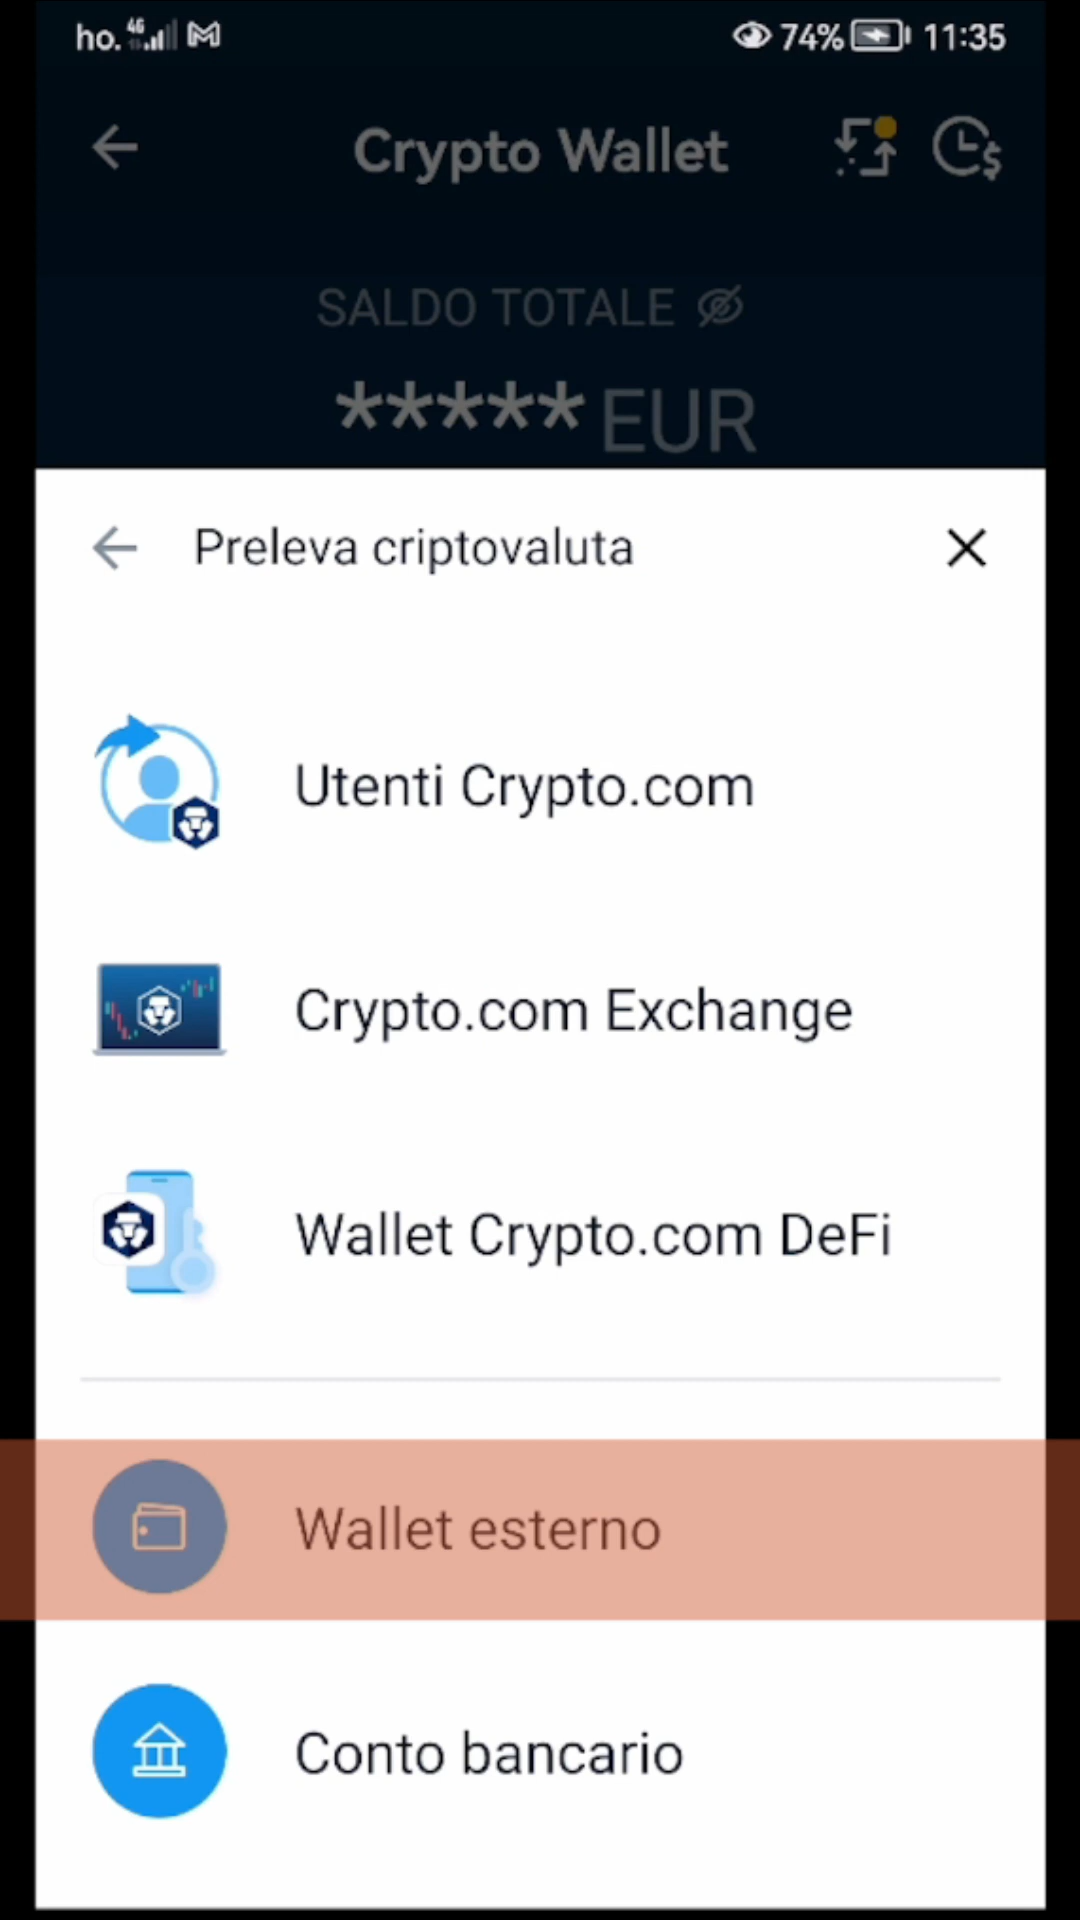 ho. 4G 74% 11:35
Crypto Wallet
SALDO TOTALE
*****EUR
Preleva criptovaluta
Utenti Crypto.com
Crypto.com Exchange
Wallet Crypto.com DeFi
Wallet esterno
Conto bancario